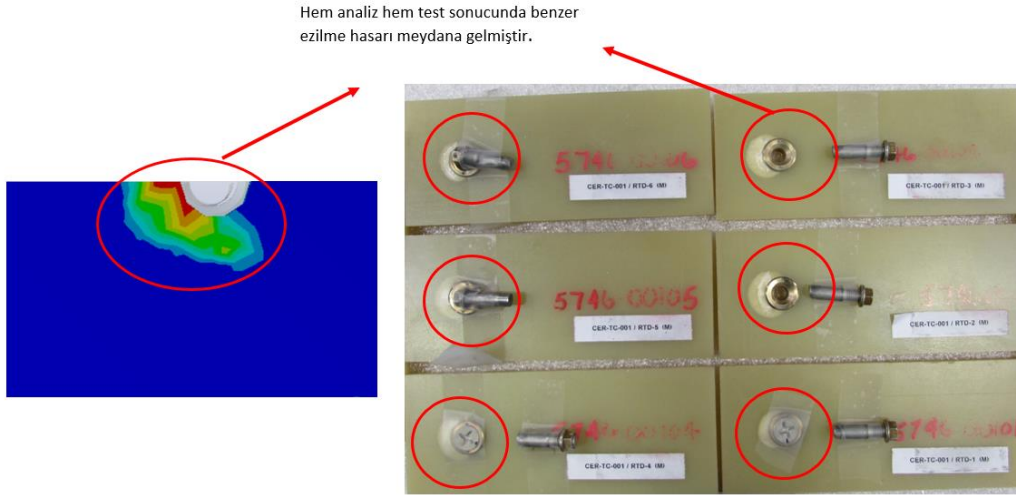 Hem analiz hem test sonucunda benzer
ezilme hasarı meydana gelmiştir.
5746 00106
CER-TC-001 / RTD-6 (M)
CER-TC-001 / RTD-3 (M)
5746 00105
CER-TC-001 / RTD-5 (M)
CER-TC-001 / RTD-2 (M)
CER-TC-001 / RTD-4 (M)
CER-TC-001 / RTD-1 (M)